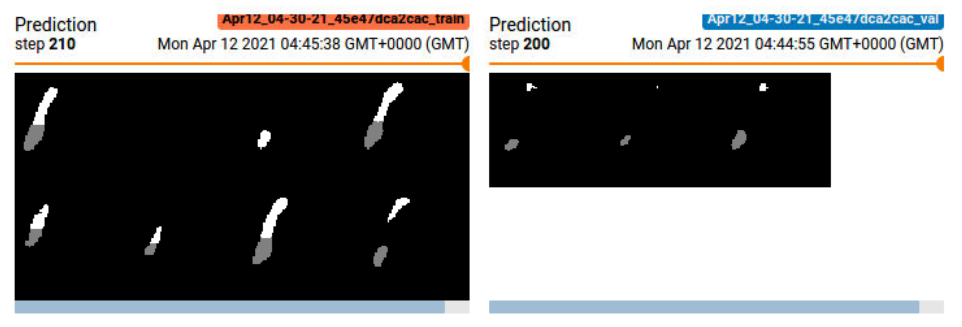 Prediction
Apr12_04-30-21_45e47dca2cac_train
step 210
Mon Apr 12 2021 04:45:38 GMT+0000 (GMT)
Prediction
Apr12_04-30-21_45e47dca2cac_val
step 200
Mon Apr 12 2021 04:44:55 GMT+0000 (GMT)